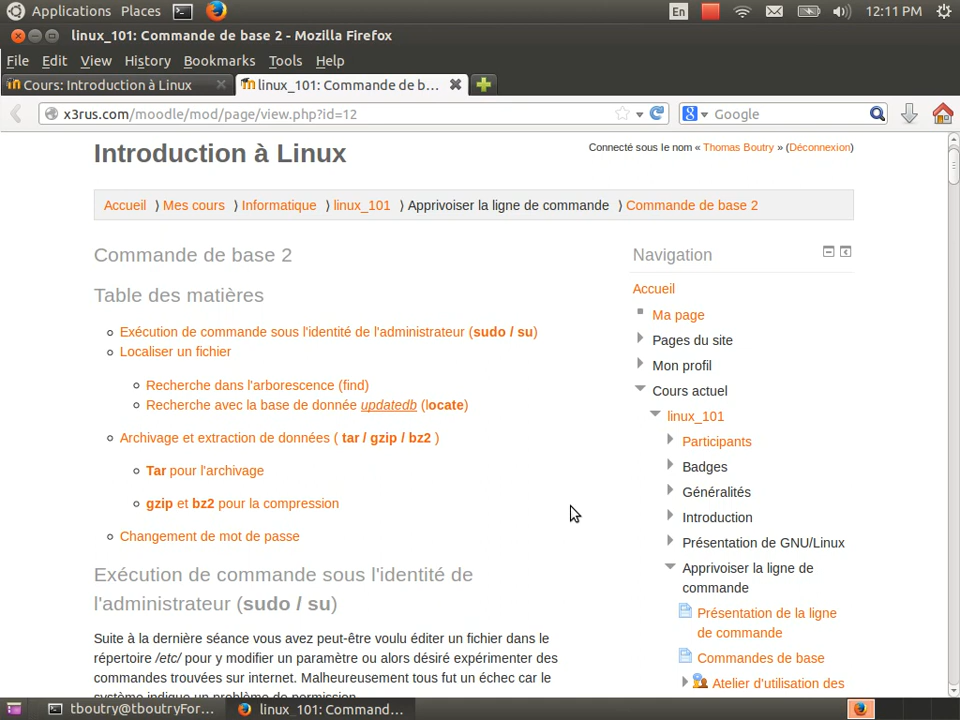 Applications Places En 12:11 PM
linux_101: Commande de base 2 - Mozilla Firefox
File Edit View History Bookmarks Tools Help
Cours: Introduction à Linux linux_101: Commande de b...
x3rus.com/moodle/mod/page/view.php?id=12 Google
Introduction à Linux
Connecté sous le nom « Thomas Boutry » (Déconnexion)
Accueil ⟩ Mes cours ⟩ Informatique ⟩ linux_101 ⟩ Apprivoiser la ligne de commande ⟩ Commande de base 2
Commande de base 2
Table des matières
Exécution de commande sous l'identité de l'administrateur (sudo / su)
Localiser un fichier
Recherche dans l'arborescence (find)
Recherche avec la base de donnée updatedb (locate)
Archivage et extraction de données ( tar / gzip / bz2 )
Tar pour l'archivage
gzip et bz2 pour la compression
Changement de mot de passe
Exécution de commande sous l'identité de
l'administrateur (sudo / su)
Suite à la dernière séance vous avez peut-être voulu éditer un fichier dans le
répertoire /etc/ pour y modifier un paramètre ou alors désiré expérimenter des
commandes trouvées sur internet. Malheureusement tous fut un échec car le
système indique un problème de permission.
Navigation
Accueil
Ma page
Pages du site
Mon profil
Cours actuel
linux_101
Participants
Badges
Généralités
Introduction
Présentation de GNU/Linux
Apprivoiser la ligne de
commande
Présentation de la ligne
de commande
Commandes de base
Atelier d'utilisation des
tboutry@tboutryFor... linux_101: Command...